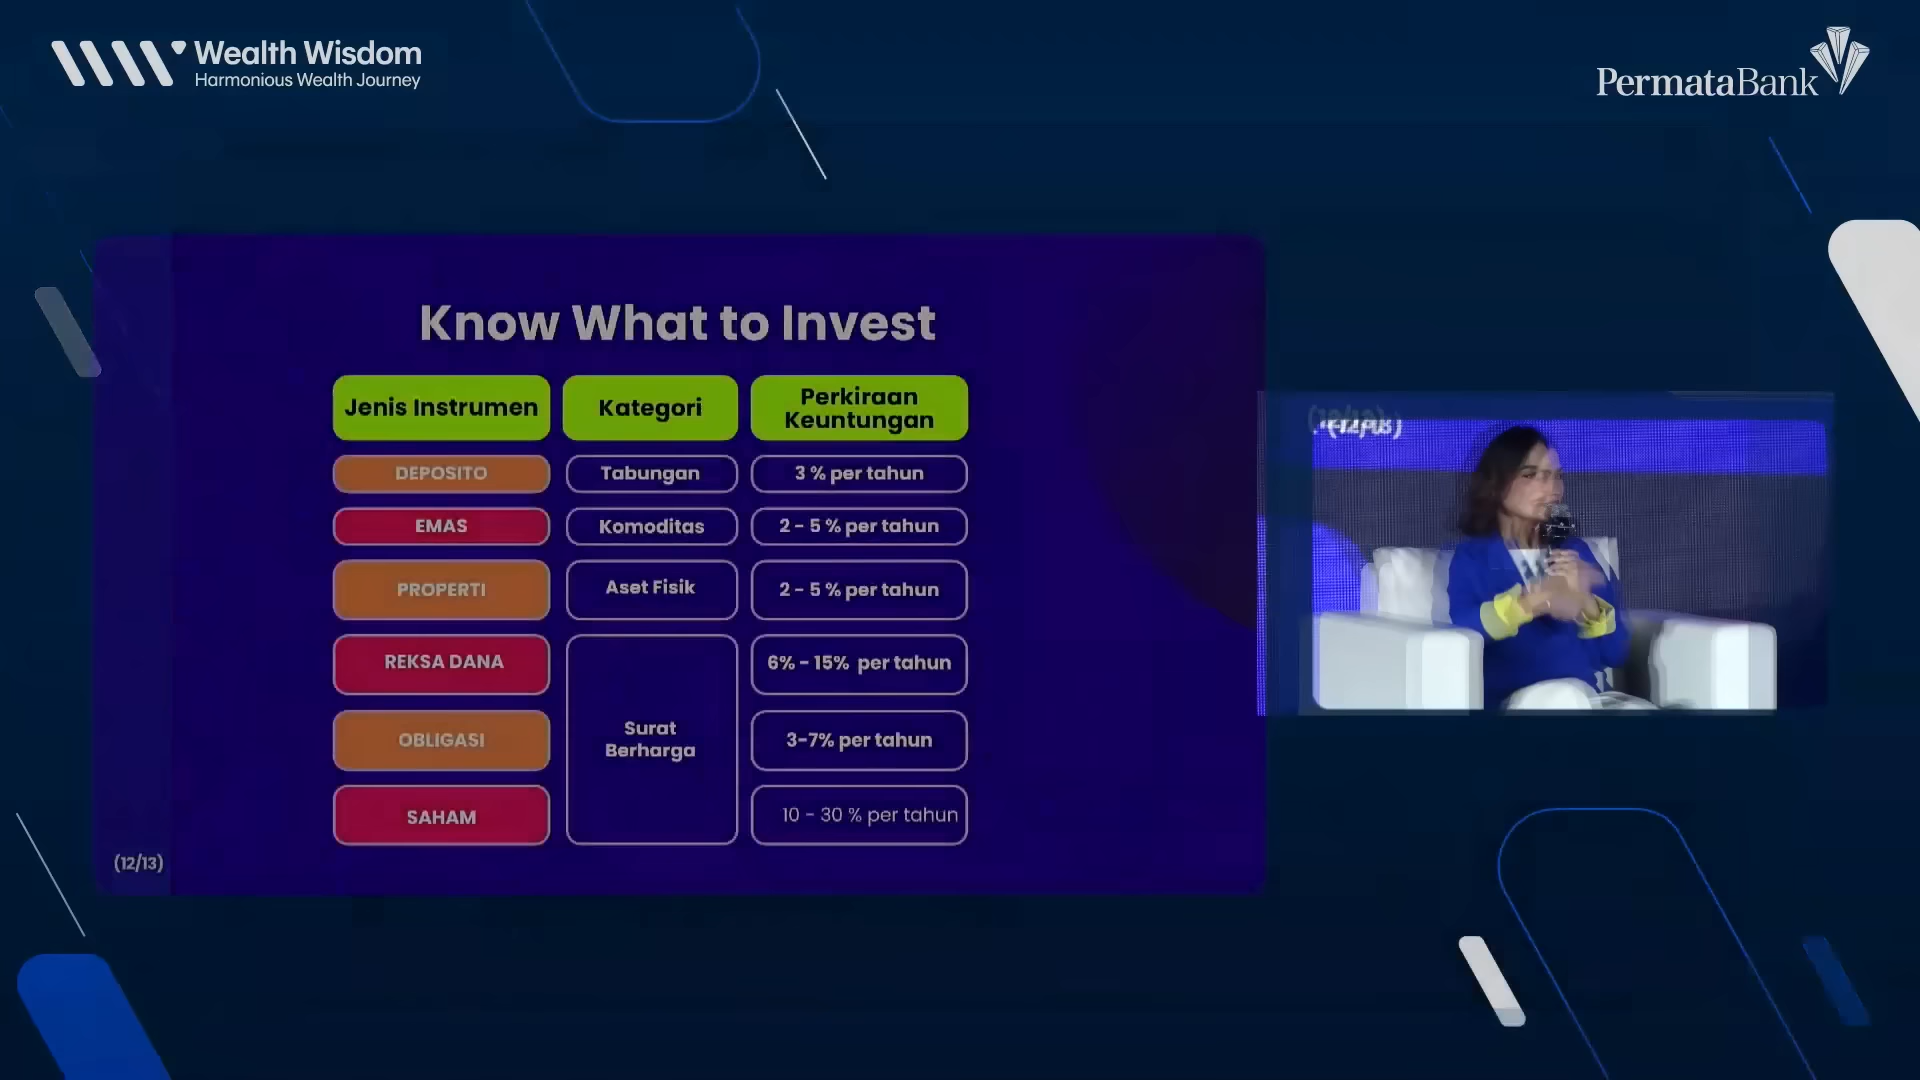 Wealth Wisdom
Harmonious Wealth Journey
PermataBank
Know What to Invest
Jenis Instrumen
Kategori
Perkiraan
Keuntungan
DEPOSITO
Tabungan
3 % per tahun
EMAS
Komoditas
2 - 5 % per tahun
PROPERTI
Aset Fisik
2 - 5 % per tahun
REKSA DANA
Surat
Berharga
6% - 15% per tahun
OBLIGASI
3-7% per tahun
SAHAM
10 - 30 % per tahun
(12/13)